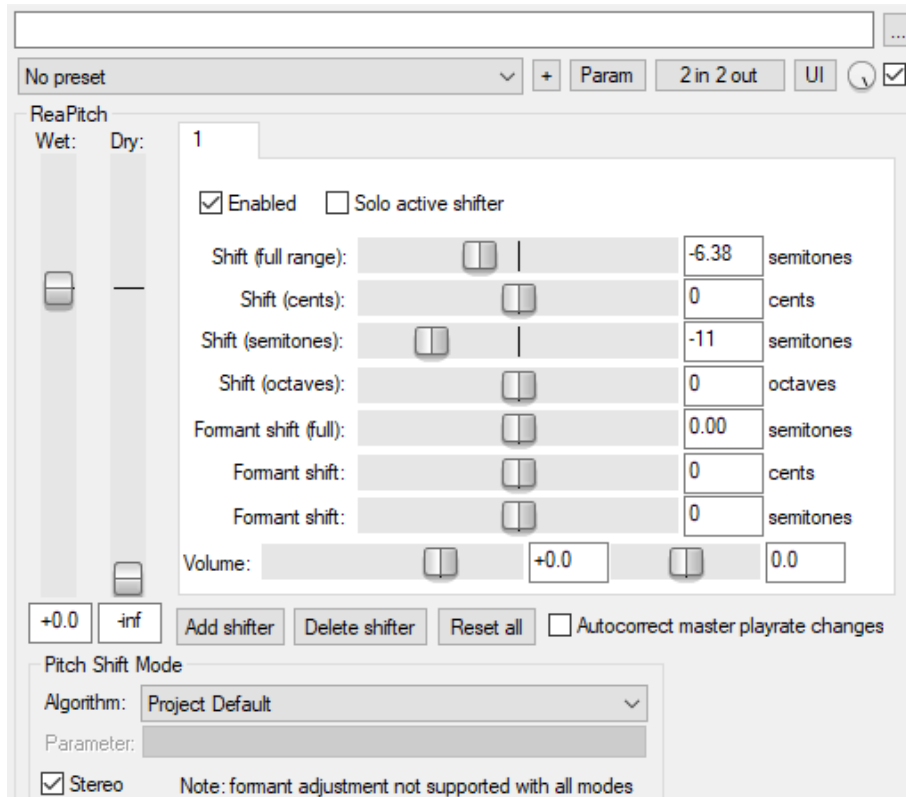 ...
No preset + Param 2 in 2 out UI
ReaPitch
Wet: Dry: 1
Enabled Solo active shifter
Shift (full range): -6.38 semitones
Shift (cents): 0 cents
Shift (semitones): -11 semitones
Shift (octaves): 0 octaves
Formant shift (full): 0.00 semitones
Formant shift: 0 cents
Formant shift: 0 semitones
Volume: +0.0 0.0
+0.0 -inf Add shifter Delete shifter Reset all Autocorrect master playrate changes
Pitch Shift Mode
Algorithm: Project Default
Parameter:
Stereo Note: formant adjustment not supported with all modes